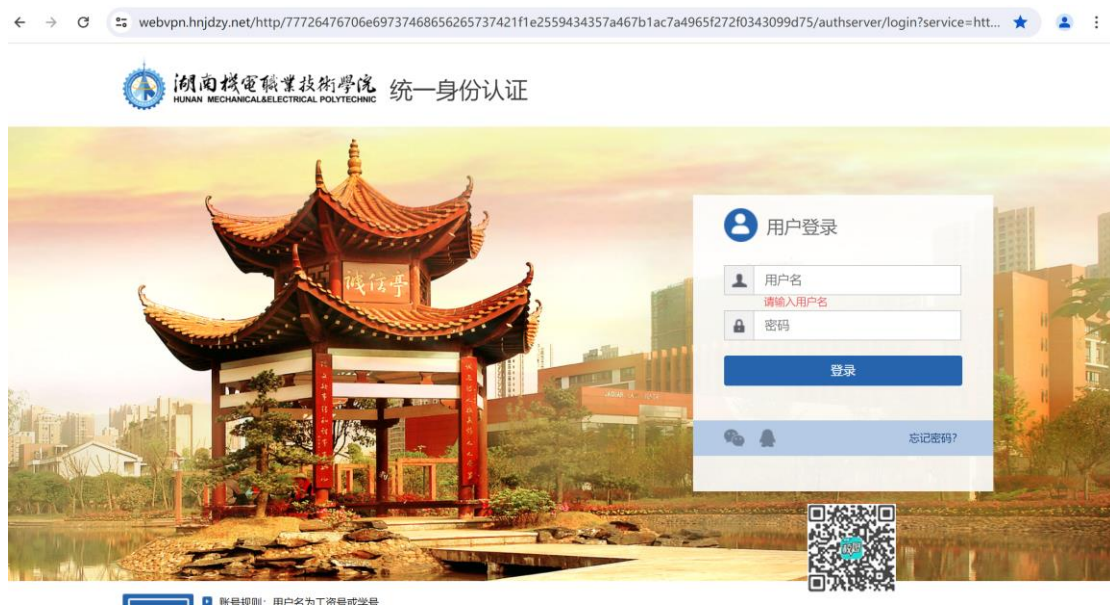 webvpn.hnjdzy.net/http/77726476706e69737468656265737421f1e2559434357a467b1ac7a4965f272f0343099d75/authserver/login?service=htt...
湖南機電職業技術學院
HUNAN MECHANICAL&ELECTRICAL POLYTECHNIC
统一身份认证
诚信亭
用户登录
用户名
请输入用户名
密码
登录
忘记密码?
账号规则：用户名为工资号或学号